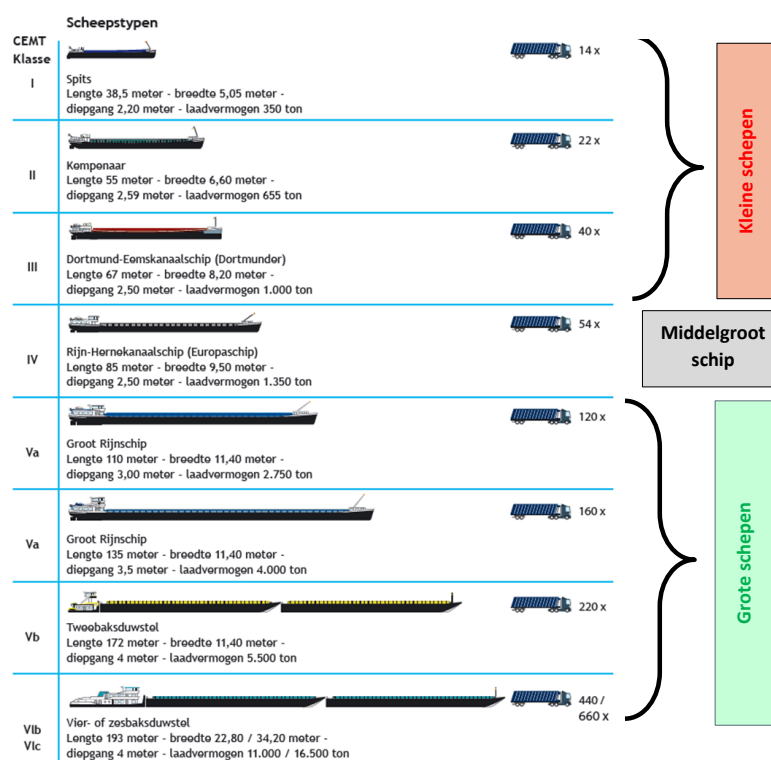 Scheepstypen
CEMT
Klasse
14 x
I
Spits
Lengte 38,5 meter - breedte 5,05 meter -
diepgang 2,20 meter - laadvermogen 350 ton
22 x
II
Kempenaar
Lengte 55 meter - breedte 6,60 meter -
diepgang 2,59 meter - laadvermogen 655 ton
40 x
III
Dortmund-Eemskanaalschip (Dortmunder)
Lengte 67 meter - breedte 8,20 meter -
diepgang 2,50 meter - laadvermogen 1.000 ton
Kleine schepen
54 x
IV
Rijn-Hernekanaalschip (Europaschip)
Lengte 85 meter - breedte 9,50 meter -
diepgang 2,50 meter - laadvermogen 1.350 ton
Middelgroot
schip
120 x
Va
Groot Rijnschip
Lengte 110 meter - breedte 11,40 meter -
diepgang 3,00 meter - laadvermogen 2.750 ton
160 x
Va
Groot Rijnschip
Lengte 135 meter - breedte 11,40 meter -
diepgang 3,5 meter - laadvermogen 4.000 ton
220 x
Vb
Tweebaksduwstel
Lengte 172 meter - breedte 11,40 meter -
diepgang 4 meter - laadvermogen 5.500 ton
440 /
660 x
VIb
VIc
Vier- of zesbaksduwstel
Lengte 193 meter - breedte 22,80 / 34,20 meter -
diepgang 4 meter - laadvermogen 11.000 / 16.500 ton
Grote schepen